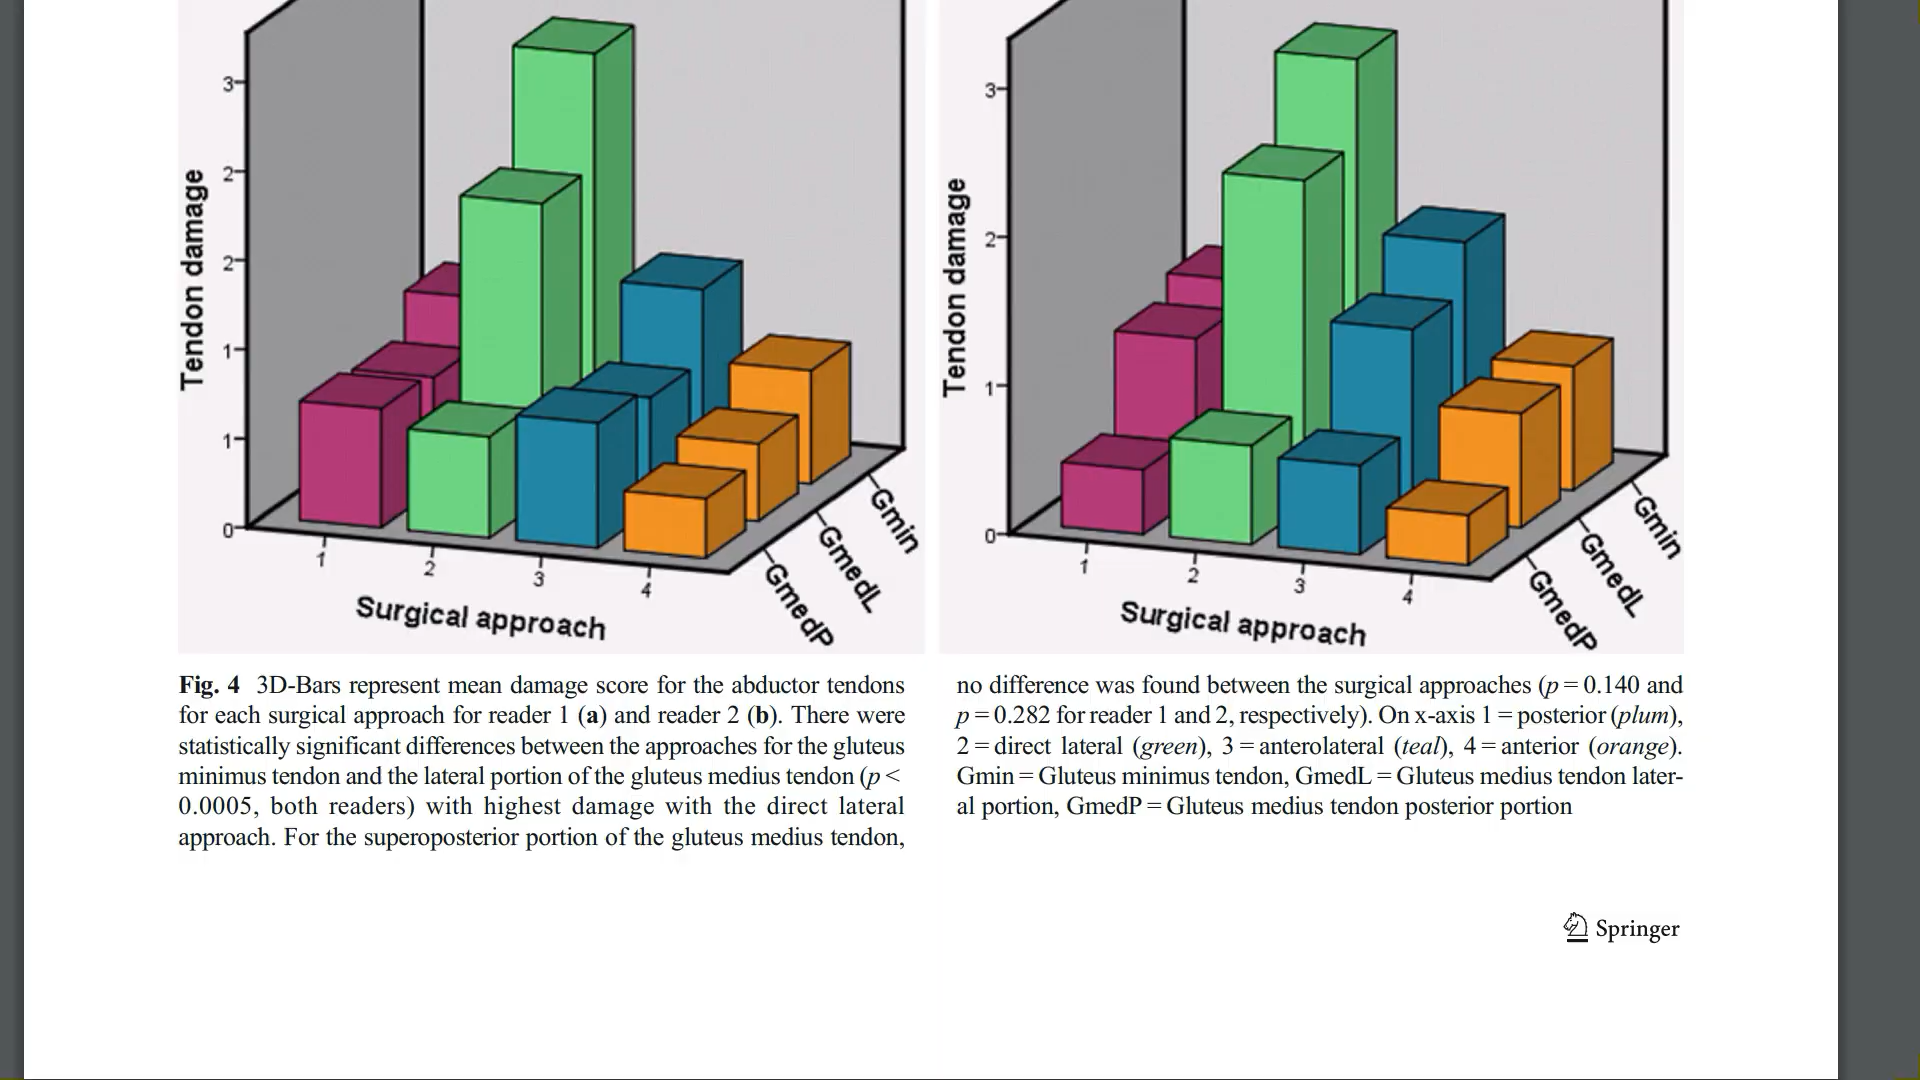 3
2
2
1
1
0
Tendon damage
1
2
3
4
Surgical approach
Gmin
GmedL
GmedP
3
2
1
0
Tendon damage
1
2
3
4
Surgical approach
Gmin
GmedL
GmedP
Fig. 4 3D-Bars represent mean damage score for the abductor tendons
for each surgical approach for reader 1 (a) and reader 2 (b). There were
statistically significant differences between the approaches for the gluteus
minimus tendon and the lateral portion of the gluteus medius tendon (p <
0.0005, both readers) with highest damage with the direct lateral
approach. For the superoposterior portion of the gluteus medius tendon,
no difference was found between the surgical approaches (p = 0.140 and
p = 0.282 for reader 1 and 2, respectively). On x-axis 1 = posterior (plum),
2 = direct lateral (green), 3 = anterolateral (teal), 4 = anterior (orange).
Gmin = Gluteus minimus tendon, GmedL = Gluteus medius tendon later-
al portion, GmedP = Gluteus medius tendon posterior portion
Springer